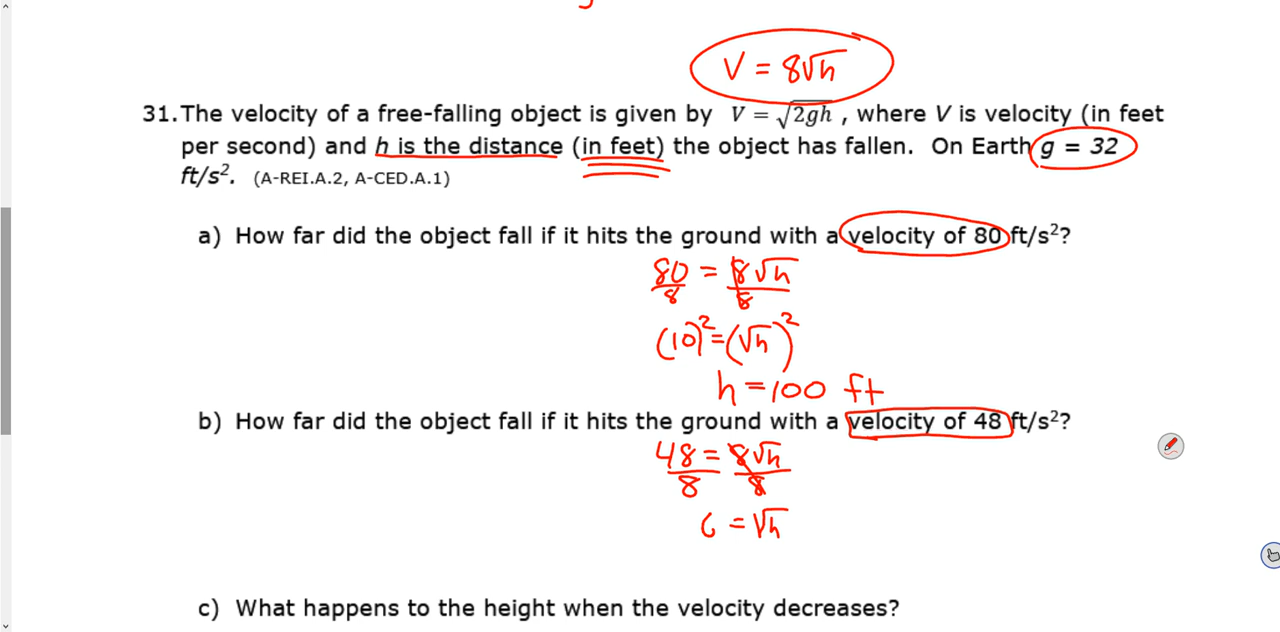 V = 8√h
31. The velocity of a free-falling object is given by V = √2gh , where V is velocity (in feet
per second) and h is the distance (in feet) the object has fallen. On Earth g = 32
ft/s². (A-REI.A.2, A-CED.A.1)
a) How far did the object fall if it hits the ground with a velocity of 80 ft/s²?
80/8 = 8√h/8
(10)² = (√h)²
h = 100 ft
b) How far did the object fall if it hits the ground with a velocity of 48 ft/s²?
48/8 = 8√h/8
6 = √h
c) What happens to the height when the velocity decreases?